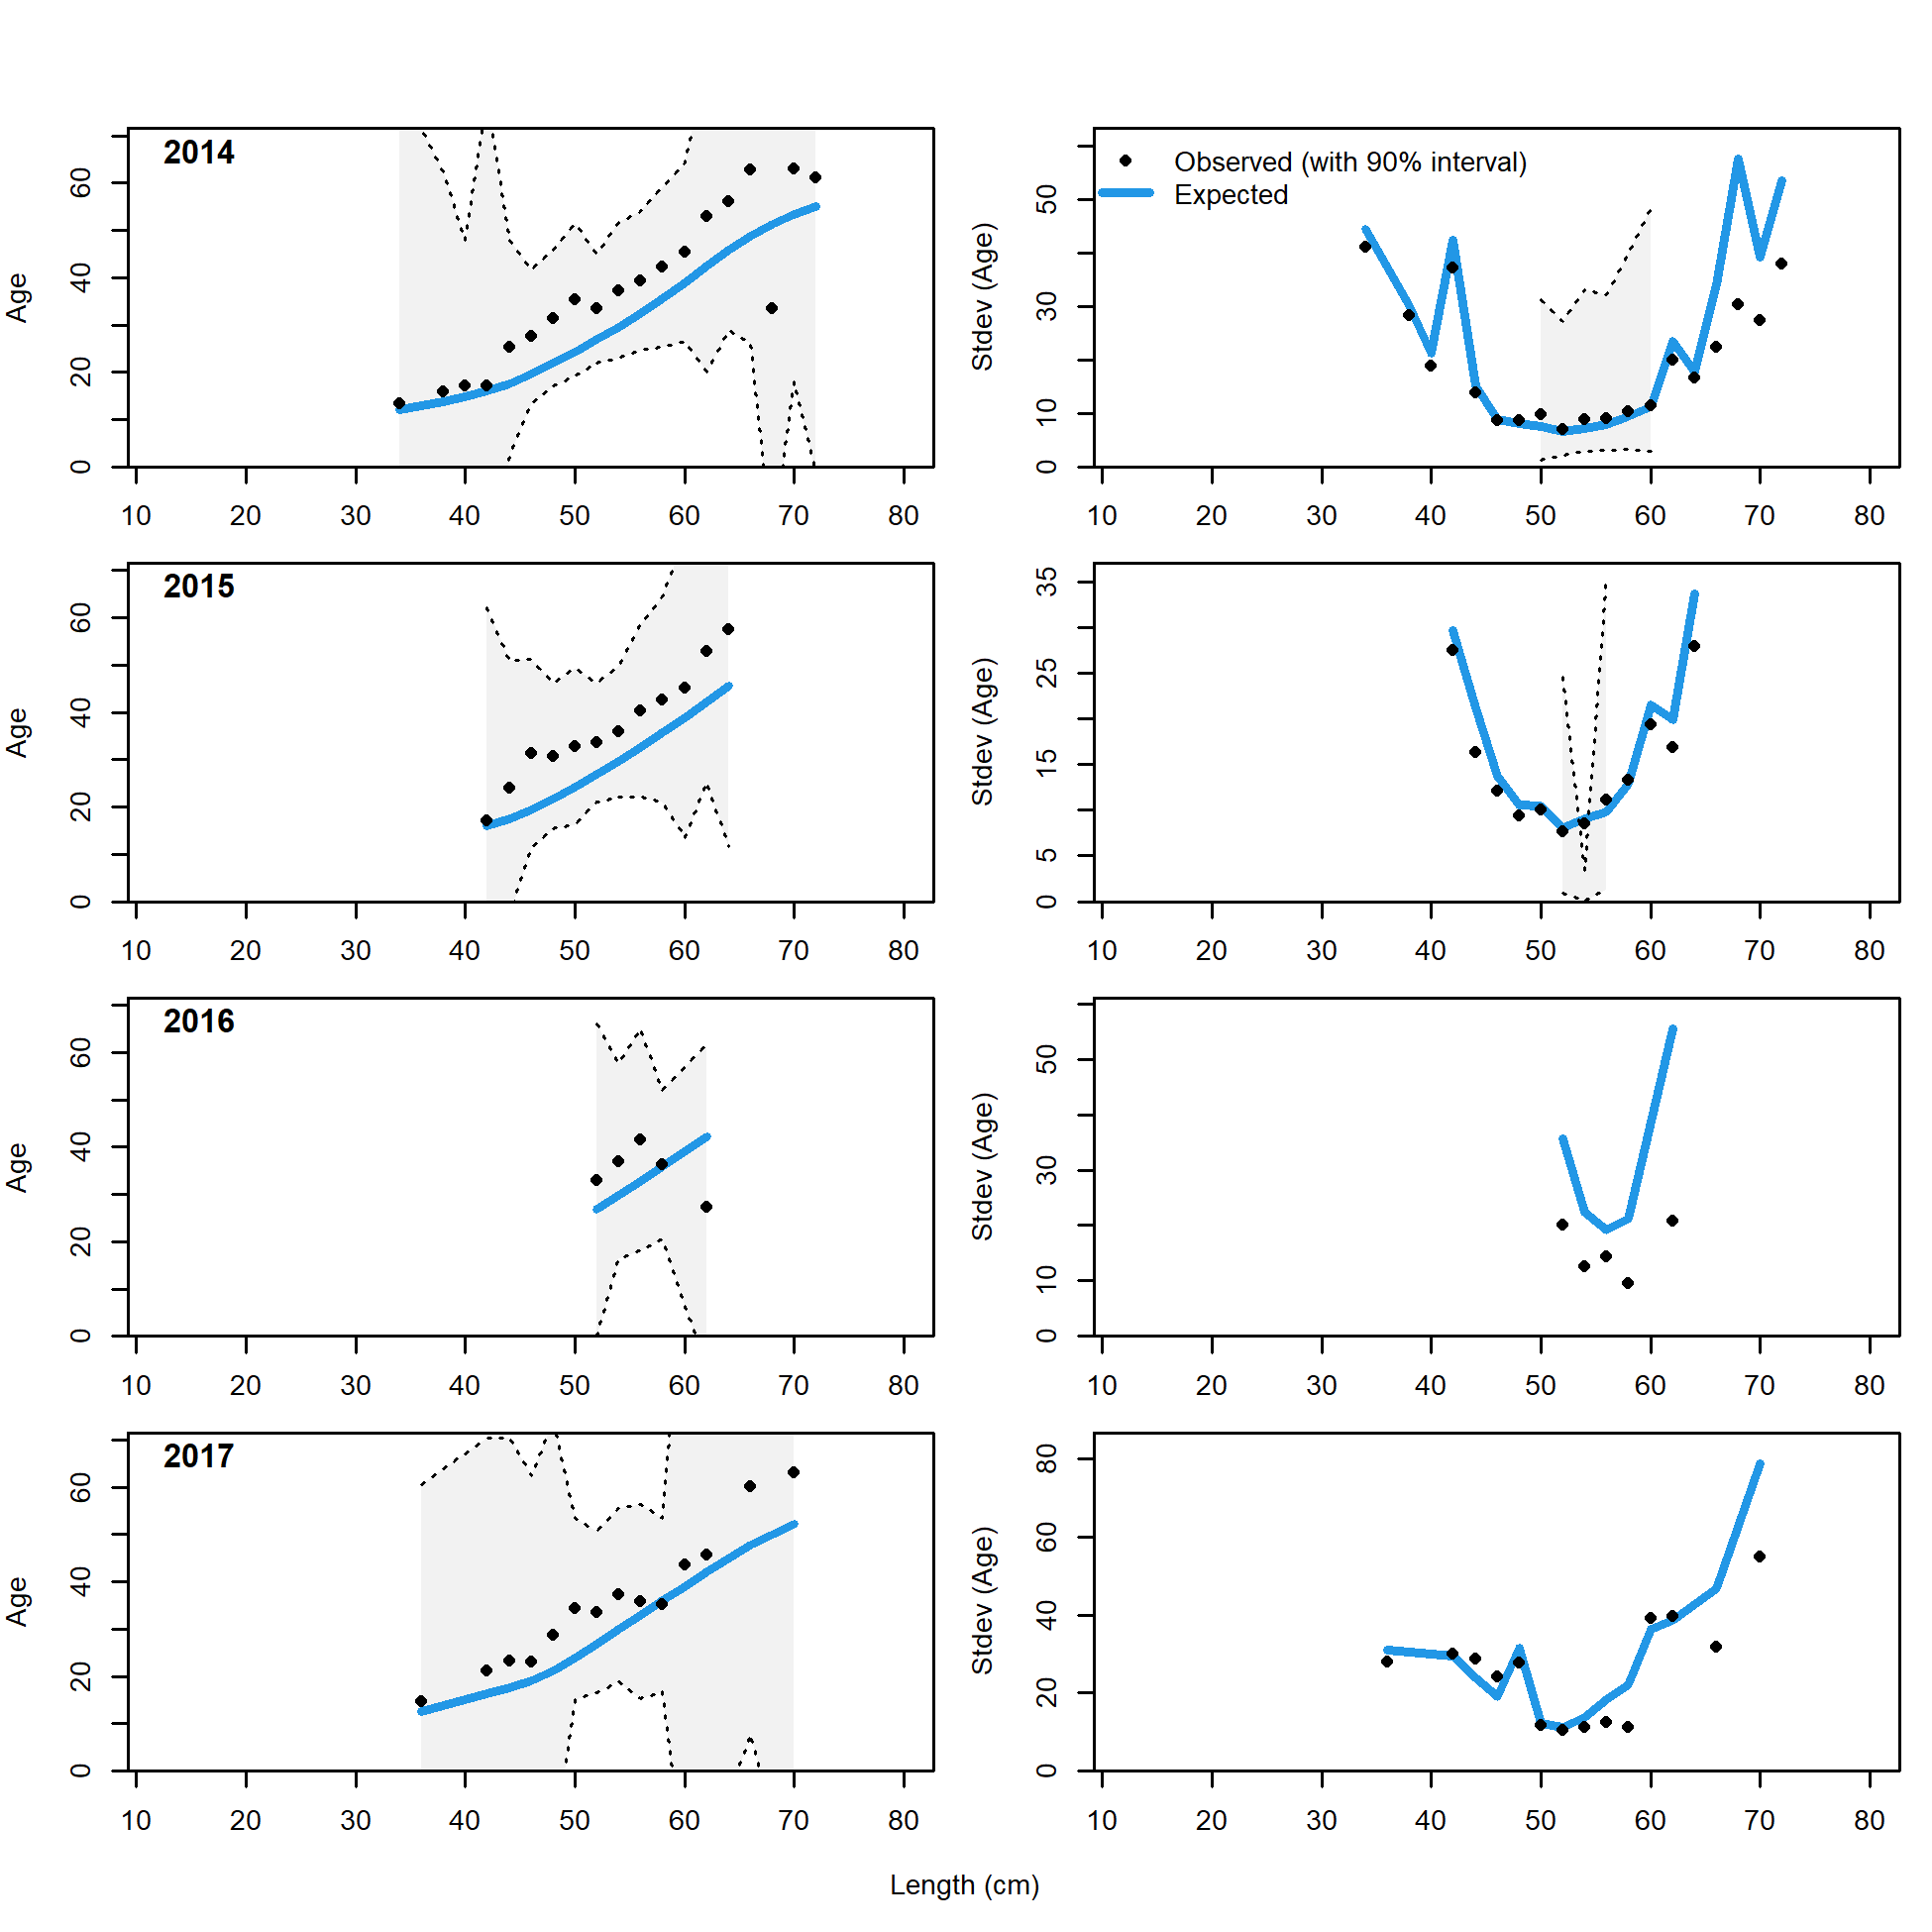 2014
Age
0 20 40 60
10 20 30 40 50 60 70 80
Observed (with 90% interval)
Expected
Stdev (Age)
0 10 30 50
10 20 30 40 50 60 70 80
2015
Age
0 20 40 60
10 20 30 40 50 60 70 80
Stdev (Age)
0 5 15 25 35
10 20 30 40 50 60 70 80
2016
Age
0 20 40 60
10 20 30 40 50 60 70 80
Stdev (Age)
0 10 30 50
10 20 30 40 50 60 70 80
2017
Age
0 20 40 60
10 20 30 40 50 60 70 80
Stdev (Age)
0 20 40 60 80
10 20 30 40 50 60 70 80
Length (cm)